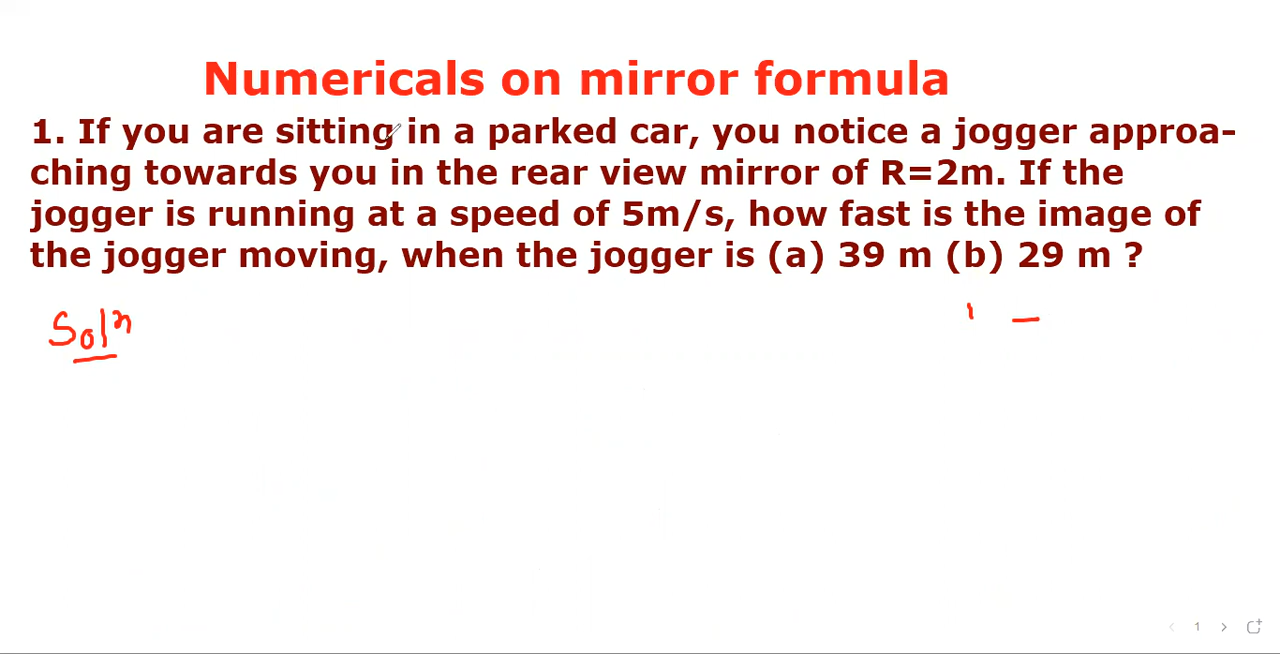 Numericals on mirror formula
1. If you are sitting in a parked car, you notice a jogger approa-
ching towards you in the rear view mirror of R=2m. If the
jogger is running at a speed of 5m/s, how fast is the image of
the jogger moving, when the jogger is (a) 39 m (b) 29 m ?
Solⁿ
1